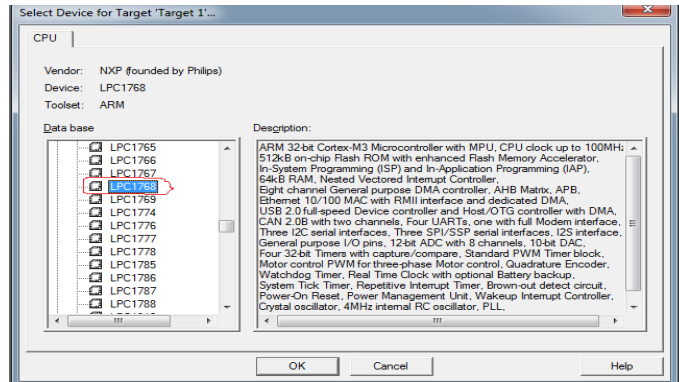 Select Device for Target 'Target 1'...
CPU
Vendor: NXP (founded by Philips)
Device: LPC1768
Toolset: ARM
Data base
Description:
LPC1765
LPC1766
LPC1767
LPC1768
LPC1769
LPC1774
LPC1776
LPC1777
LPC1778
LPC1785
LPC1786
LPC1787
LPC1788
ARM 32-bit Cortex-M3 Microcontroller with MPU, CPU clock up to 100MHz
512kB on-chip Flash ROM with enhanced Flash Memory Accelerator,
In-System Programming (ISP) and In-Application Programming (IAP),
64kB RAM, Nested Vectored Interrupt Controller,
Eight channel General purpose DMA controller, AHB Matrix, APB,
Ethernet 10/100 MAC with RMII interface and dedicated DMA,
USB 2.0 full-speed Device controller and Host/OTG controller with DMA,
CAN 2.0B with two channels, Four UARTs, one with full Modem interface,
Three I2C serial interfaces, Three SPI/SSP serial interfaces, I2S interface,
General purpose I/O pins, 12-bit ADC with 8 channels, 10-bit DAC,
Four 32-bit Timers with capture/compare, Standard PWM Timer block,
Motor control PWM for three-phase Motor control, Quadrature Encoder,
Watchdog Timer, Real Time Clock with optional Battery backup,
System Tick Timer, Repetitive Interrupt Timer, Brown-out detect circuit,
Power-On Reset, Power Management Unit, Wakeup Interrupt Controller,
Crystal oscillator, 4MHz internal RC oscillator, PLL,
OK
Cancel
Help